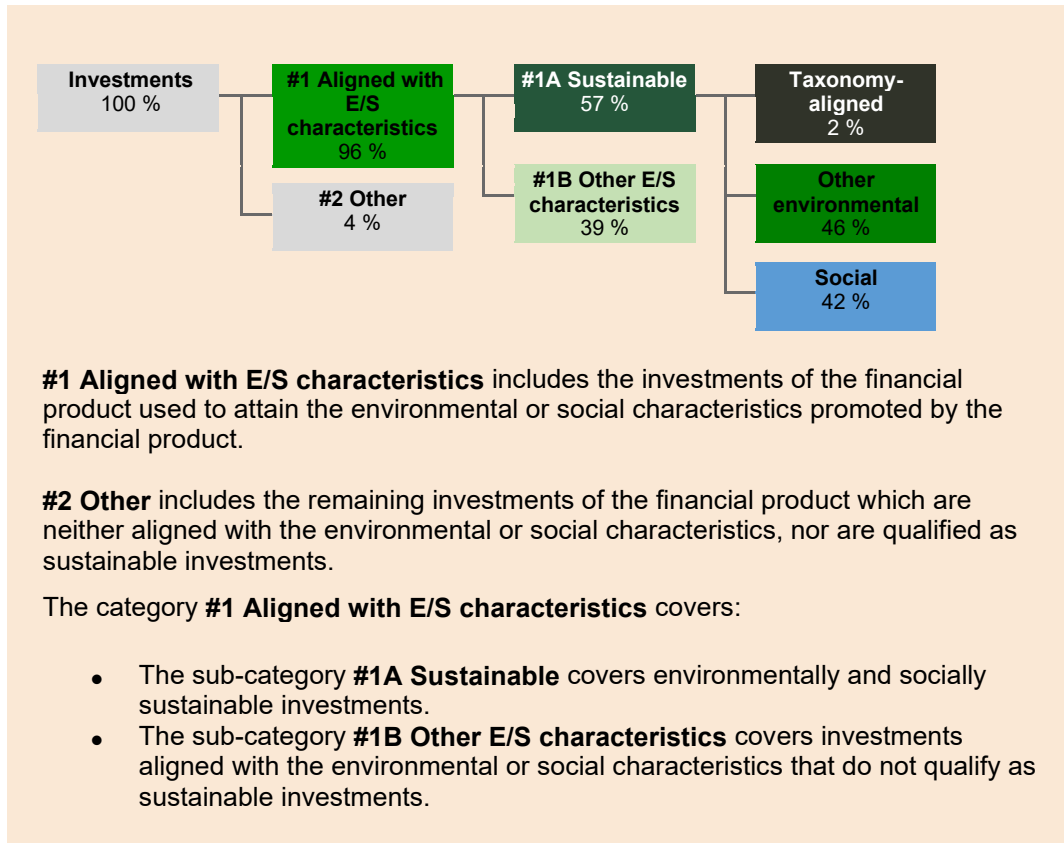 Investments
100 %
#1 Aligned with
E/S
characteristics
96 %
#2 Other
4 %
#1A Sustainable
57 %
#1B Other E/S
characteristics
39 %
Taxonomy-
aligned
2 %
Other
environmental
46 %
Social
42 %
#1 Aligned with E/S characteristics includes the investments of the financial
product used to attain the environmental or social characteristics promoted by the
financial product.
#2 Other includes the remaining investments of the financial product which are
neither aligned with the environmental or social characteristics, nor are qualified as
sustainable investments.
The category #1 Aligned with E/S characteristics covers:
• The sub-category #1A Sustainable covers environmentally and socially
sustainable investments.
• The sub-category #1B Other E/S characteristics covers investments
aligned with the environmental or social characteristics that do not qualify as
sustainable investments.